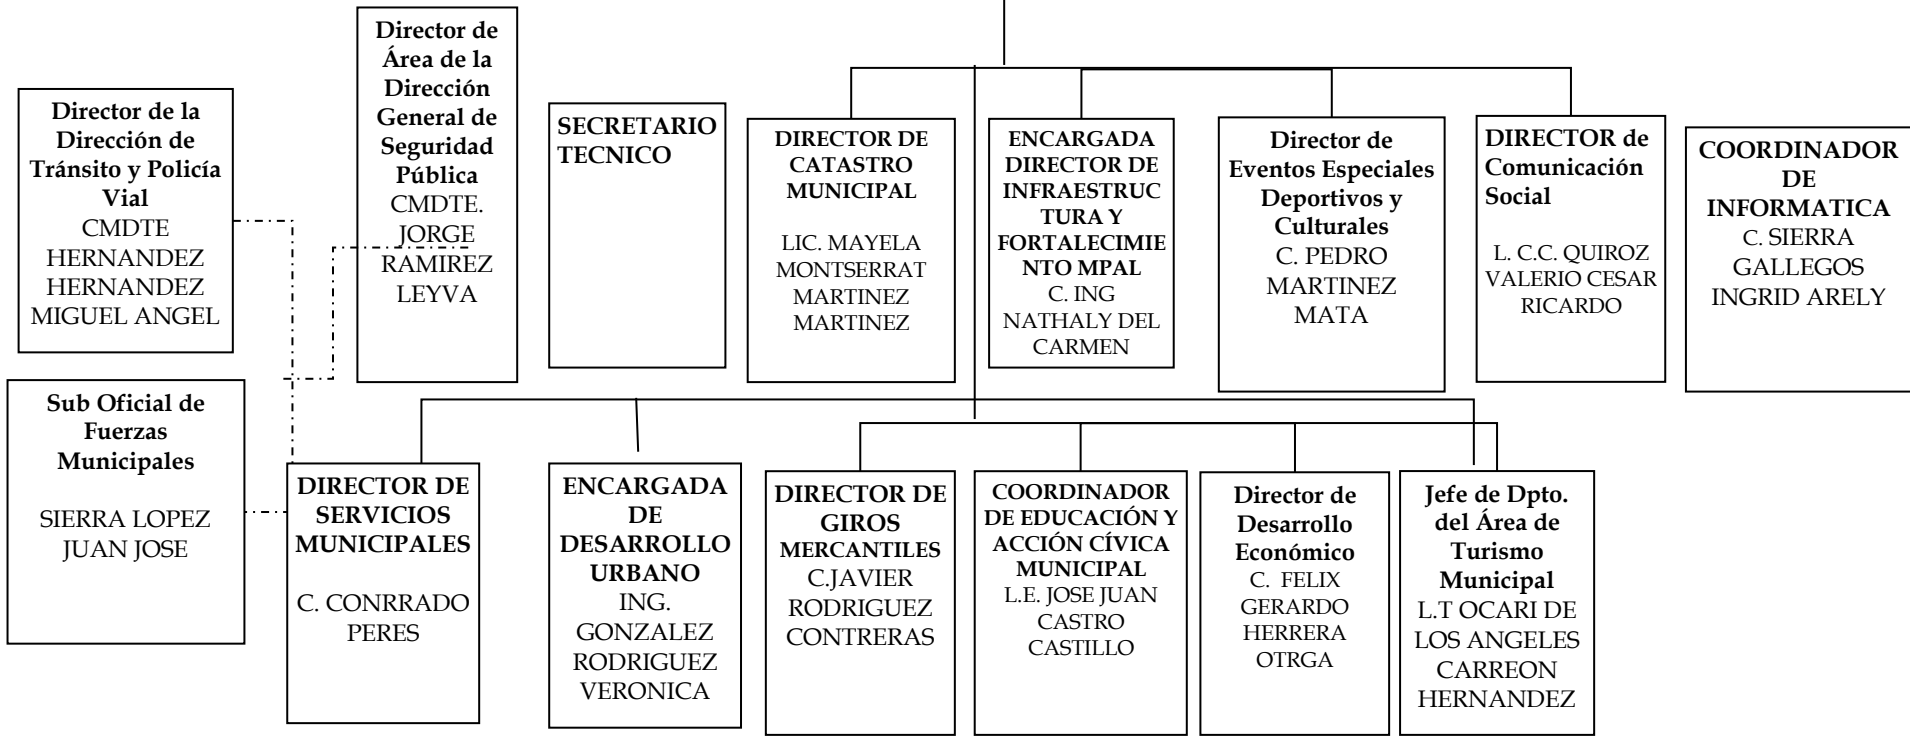 Director de la
Dirección de
Tránsito y Policía
Vial
CMDTE
HERNANDEZ
HERNANDEZ
MIGUEL ANGEL
Director de
Área de la
Dirección
General de
Seguridad
Pública
CMDTE.
JORGE
RAMIREZ
LEYVA
SECRETARIO
TECNICO
DIRECTOR DE
CATASTRO
MUNICIPAL
LIC. MAYELA
MONTSERRAT
MARTINEZ
MARTINEZ
ENCARGADA
DIRECTOR DE
INFRAESTRUC
TURA Y
FORTALECIMIE
NTO MPAL
C. ING
NATHALY DEL
CARMEN
Director de
Eventos Especiales
Deportivos y
Culturales
C. PEDRO
MARTINEZ
MATA
DIRECTOR de
Comunicación
Social
L. C.C. QUIROZ
VALERIO CESAR
RICARDO
COORDINADOR
DE
INFORMATICA
C. SIERRA
GALLEGOS
INGRID ARELY
Sub Oficial de
Fuerzas
Municipales
SIERRA LOPEZ
JUAN JOSE
DIRECTOR DE
SERVICIOS
MUNICIPALES
C. CONRRADO
PERES
ENCARGADA
DE
DESARROLLO
URBANO
ING.
GONZALEZ
RODRIGUEZ
VERONICA
DIRECTOR DE
GIROS
MERCANTILES
C.JAVIER
RODRIGUEZ
CONTRERAS
COORDINADOR
DE EDUCACIÓN Y
ACCIÓN CÍVICA
MUNICIPAL
L.E. JOSE JUAN
CASTRO
CASTILLO
Director de
Desarrollo
Económico
C. FELIX
GERARDO
HERRERA
OTRGA
Jefe de Dpto.
del Área de
Turismo
Municipal
L.T OCARI DE
LOS ANGELES
CARREON
HERNANDEZ